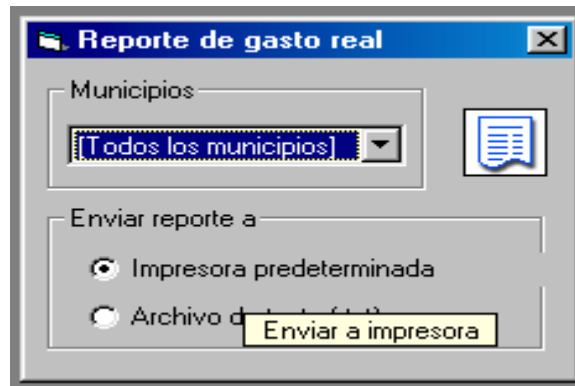 Reporte de gasto real
Municipios
[Todos los municipios]
Enviar reporte a
Impresora predeterminada
Archivo
Enviar a impresora